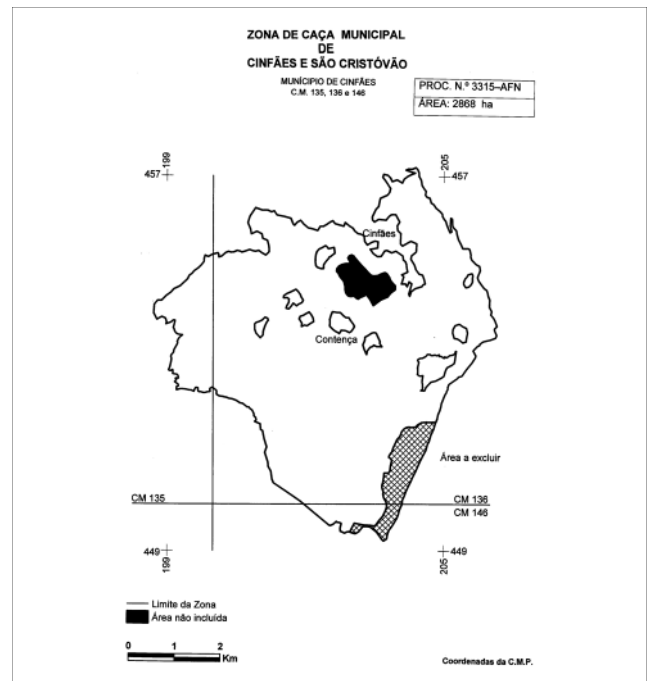 ZONA DE CAÇA MUNICIPAL
DE
CINFÃES E SÃO CRISTÓVÃO
MUNÍCIPIO DE CINFÃES
C.M. 135, 136 e 146
PROC. N.º 3315–AFN
ÁREA: 2868 ha
199
457
205
457
Cinfães
Contença
Área a excluir
CM 135
CM 136
CM 146
449
199
205
449
Limite da Zona
Área não incluída
0 1 2
Km
Coordenadas da C.M.P.